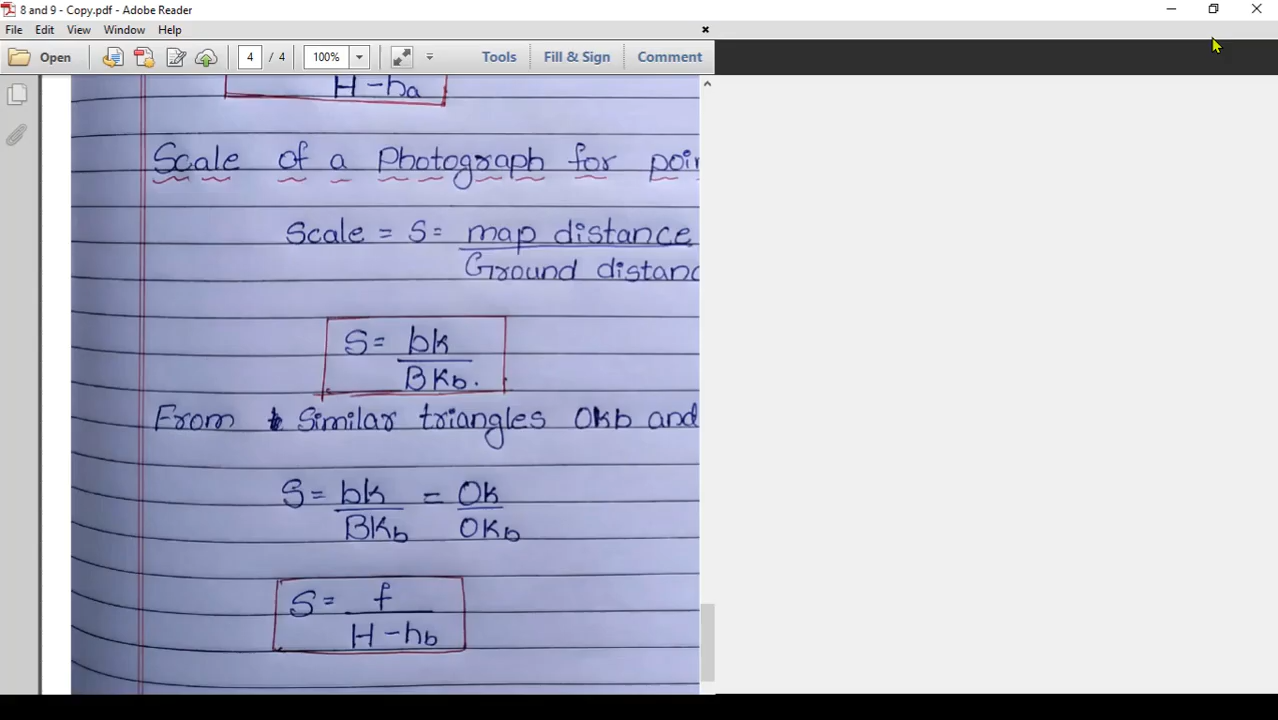 8 and 9 - Copy.pdf - Adobe Reader
File Edit View Window Help
Open 4 / 4 100% Tools Fill & Sign Comment
H-ha
Scale of a Photograph for poin
Scale = S = map distance
Ground distanc
S = bk
BKb.
From Similar triangles OKb and
S = bk = Ok
BKb OKb
S = f
H-hb